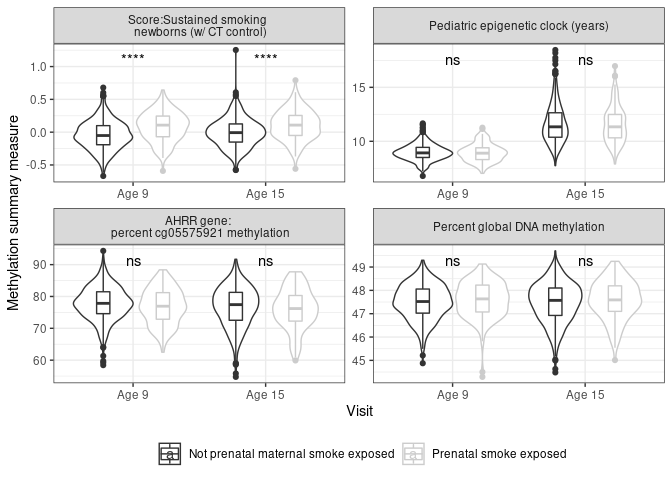 Score:Sustained smoking
newborns (w/ CT control)
Pediatric epigenetic clock (years)
1.0
0.5
0.0
-0.5
****
****
Age 9
Age 15
15
10
ns
ns
Age 9
Age 15
Methylation summary measure
AHRR gene:
percent cg05575921 methylation
Percent global DNA methylation
90
80
70
60
ns
ns
Age 9
Age 15
49
48
47
46
45
ns
ns
Age 9
Age 15
Visit
a Not prenatal maternal smoke exposed a Prenatal smoke exposed